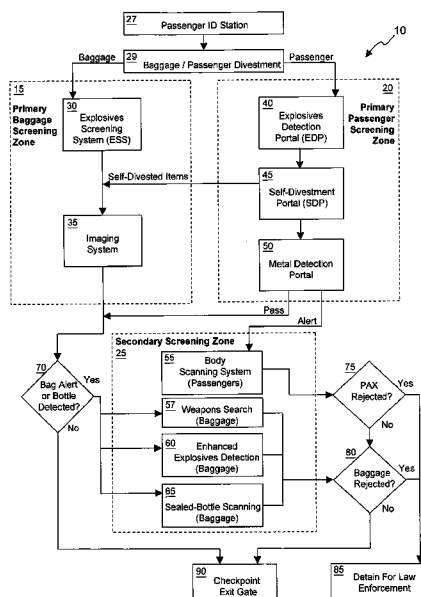 27
Passenger ID Station
10
Baggage
29 Baggage / Passenger Divestment
Passenger
15
Primary
Baggage
Screening
Zone
30
Explosives
Screening
System (ESS)
20
Primary
Passenger
Screening
Zone
40
Explosives
Detection
Portal (EDP)
Self-Divested Items
45
Self-Divestment
Portal (SDP)
35
Imaging
System
50
Metal Detection
Portal
Pass
Alert
Secondary Screening Zone
25
55
Body
Scanning System
(Passengers)
70
Bag Alert
or Bottle
Detected?
Yes
No
75
PAX
Rejected?
Yes
No
57 Weapons Search
(Baggage)
60 Enhanced
Explosives Detection
(Baggage)
65
Sealed-Bottle Scanning
(Baggage)
80
Baggage
Rejected?
Yes
No
90
Checkpoint
Exit Gate
85
Detain For Law
Enforcement